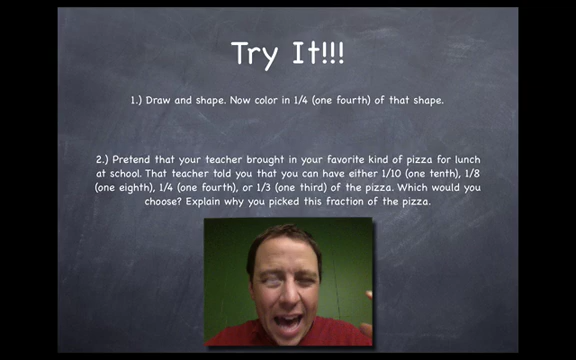 Try It!!!
1.) Draw and shape. Now color in 1/4 (one fourth) of that shape.
2.) Pretend that your teacher brought in your favorite kind of pizza for lunch
at school. That teacher told you that you can have either 1/10 (one tenth), 1/8
(one eighth), 1/4 (one fourth), or 1/3 (one third) of the pizza. Which would you
choose? Explain why you picked this fraction of the pizza.